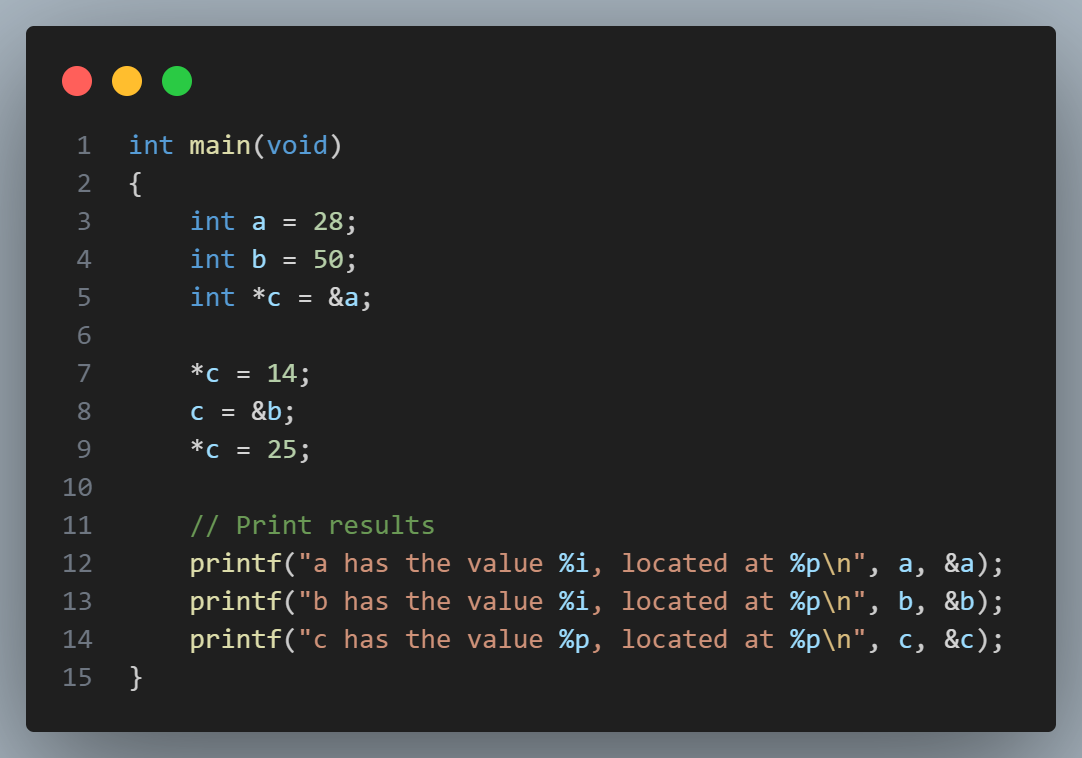 1 int main(void)
2 {
3     int a = 28;
4     int b = 50;
5     int *c = &a;
6
7     *c = 14;
8     c = &b;
9     *c = 25;
10
11     // Print results
12     printf("a has the value %i, located at %p\n", a, &a);
13     printf("b has the value %i, located at %p\n", b, &b);
14     printf("c has the value %p, located at %p\n", c, &c);
15 }